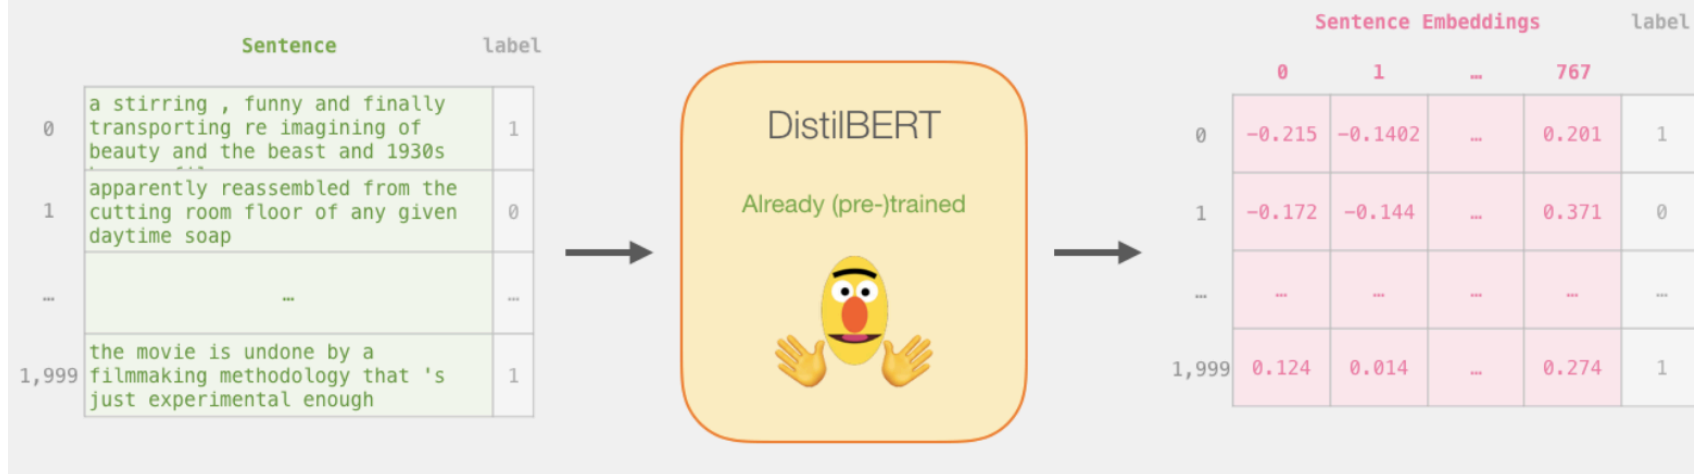 Sentence label
0 a stirring , funny and finally
transporting re imagining of
beauty and the beast and 1930s
1
1 apparently reassembled from the
cutting room floor of any given
daytime soap
0
… … …
1,999 the movie is undone by a
filmmaking methodology that 's
just experimental enough
1
DistilBERT
Already (pre-)trained
Sentence Embeddings label
0 1 … 767
0 -0.215 -0.1402 … 0.201 1
1 -0.172 -0.144 … 0.371 0
… … … … … …
1,999 0.124 0.014 … 0.274 1